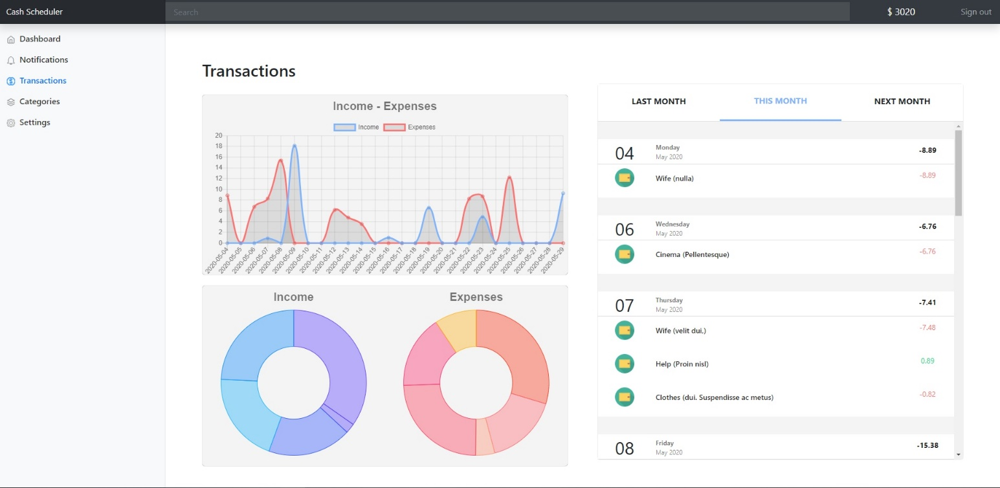 Cash Scheduler
Search
$ 3020
Sign out
Dashboard
Notifications
Transactions
Categories
Settings
Transactions
Income - Expenses
Income
Expenses
20
18
16
14
12
10
8
6
4
2
0
2020-05-04
2020-05-05
2020-05-06
2020-05-07
2020-05-08
2020-05-09
2020-05-10
2020-05-11
2020-05-12
2020-05-13
2020-05-14
2020-05-15
2020-05-16
2020-05-17
2020-05-18
2020-05-19
2020-05-20
2020-05-21
2020-05-22
2020-05-23
2020-05-24
2020-05-25
2020-05-26
2020-05-27
2020-05-28
2020-05-29
Income
Expenses
LAST MONTH
THIS MONTH
NEXT MONTH
04
Monday
May 2020
-8.89
Wife (nulla)
-8.89
06
Wednesday
May 2020
-6.76
Cinema (Pellentesque)
-6.76
07
Thursday
May 2020
-7.41
Wife (velit dui,)
-7.48
Help (Proin nisl)
0.89
Clothes (dui. Suspendisse ac metus)
-0.82
08
Friday
May 2020
-15.38